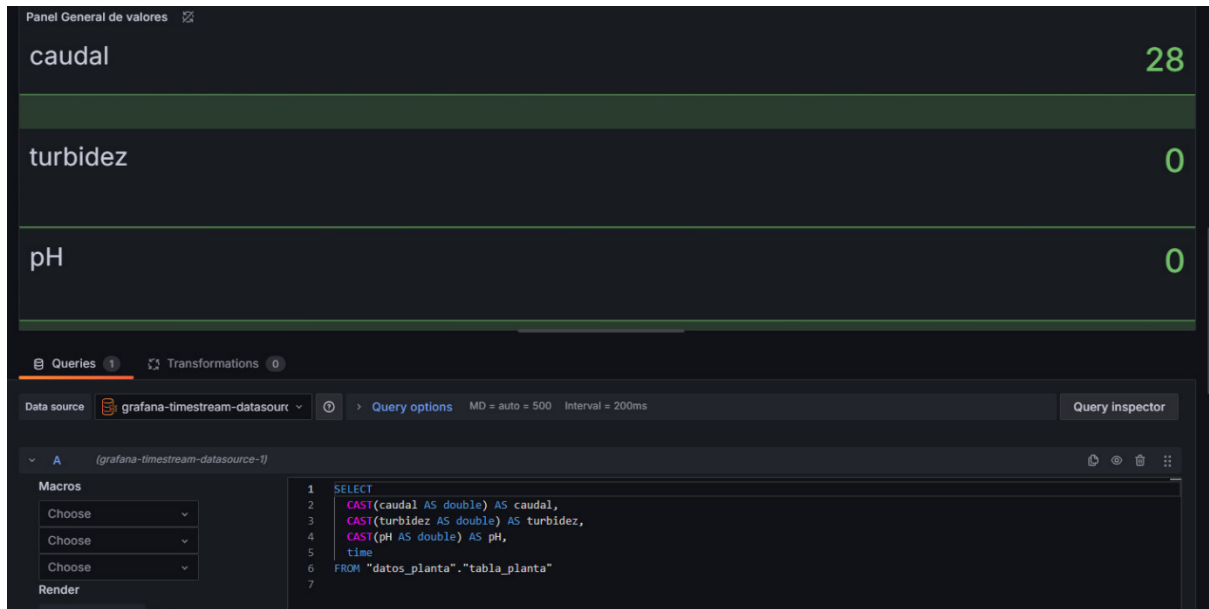 Panel General de valores
caudal 28
turbidez 0
pH 0
Queries 1 Transformations 0
Data source grafana-timestream-datasourc Query options MD = auto = 500 Interval = 200ms Query inspector
A (grafana-timestream-datasource-1)
Macros
Choose
Choose
Choose
Render
1 SELECT
2 CAST(caudal AS double) AS caudal,
3 CAST(turbidez AS double) AS turbidez,
4 CAST(pH AS double) AS pH,
5 time
6 FROM "datos_planta"."tabla_planta"
7